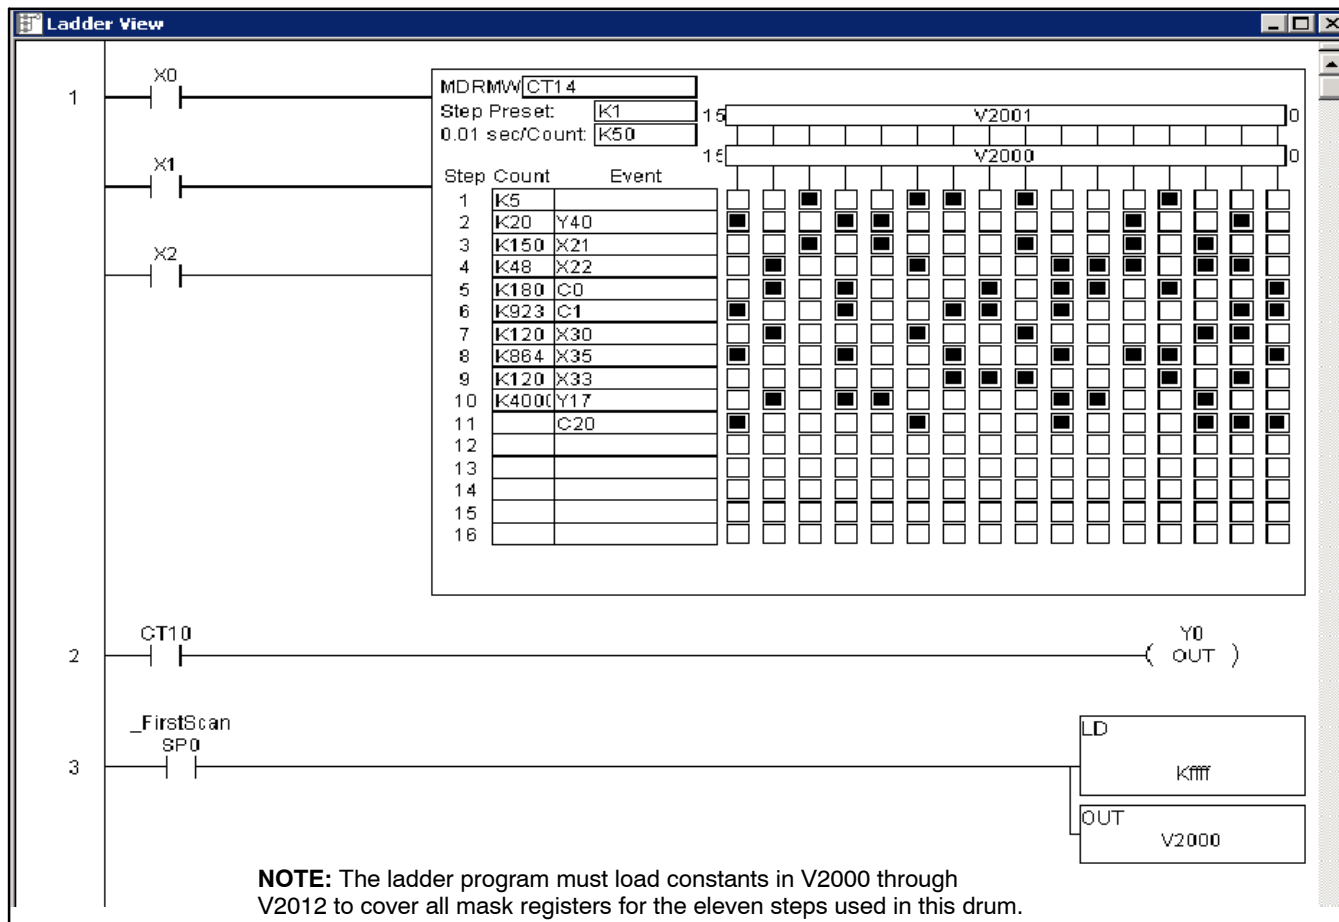 Ladder View
1
X0
X1
X2
MDRMW CT14
Step Preset: K1
0.01 sec/Count: K50
15 V2001 0
15 V2000 0
Step Count Event
1 K5
2 K20 Y40
3 K150 X21
4 K48 X22
5 K180 C0
6 K923 C1
7 K120 X30
8 K864 X35
9 K120 X33
10 K4000 Y17
11 C20
12
13
14
15
16
2
CT10
Y0
( OUT )
3
_FirstScan
SP0
LD
Kffff
OUT
V2000
NOTE: The ladder program must load constants in V2000 through
V2012 to cover all mask registers for the eleven steps used in this drum.